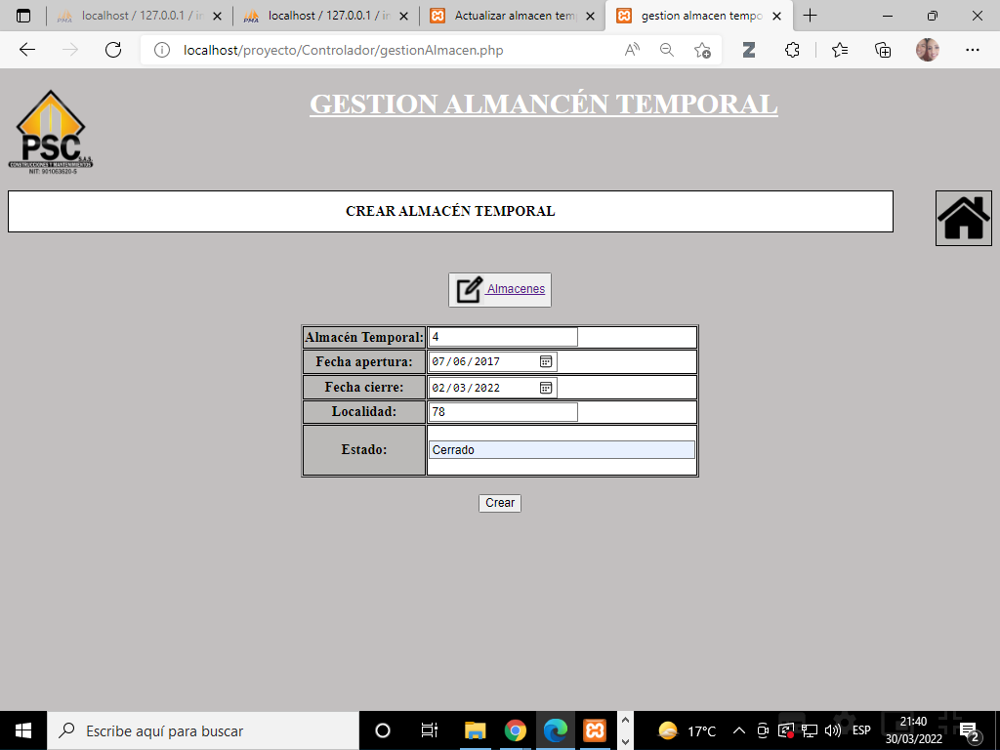 localhost / 127.0.0.1 / in
localhost / 127.0.0.1 / in
Actualizar almacen tem
gestion almacen tempo
localhost/proyecto/Controlador/gestionAlmacen.php
GESTION ALMANCÉN TEMPORAL
PSC
S.A.S
CONSTRUCCIONES Y MANTENIMIENTOS
NIT: 901063620-5
CREAR ALMACÉN TEMPORAL
Almacenes
Almacén Temporal: 4
Fecha apertura: 07/06/2017
Fecha cierre: 02/03/2022
Localidad: 78
Estado: Cerrado
Crear
Escribe aquí para buscar
17°C
ESP
21:40
30/03/2022
2